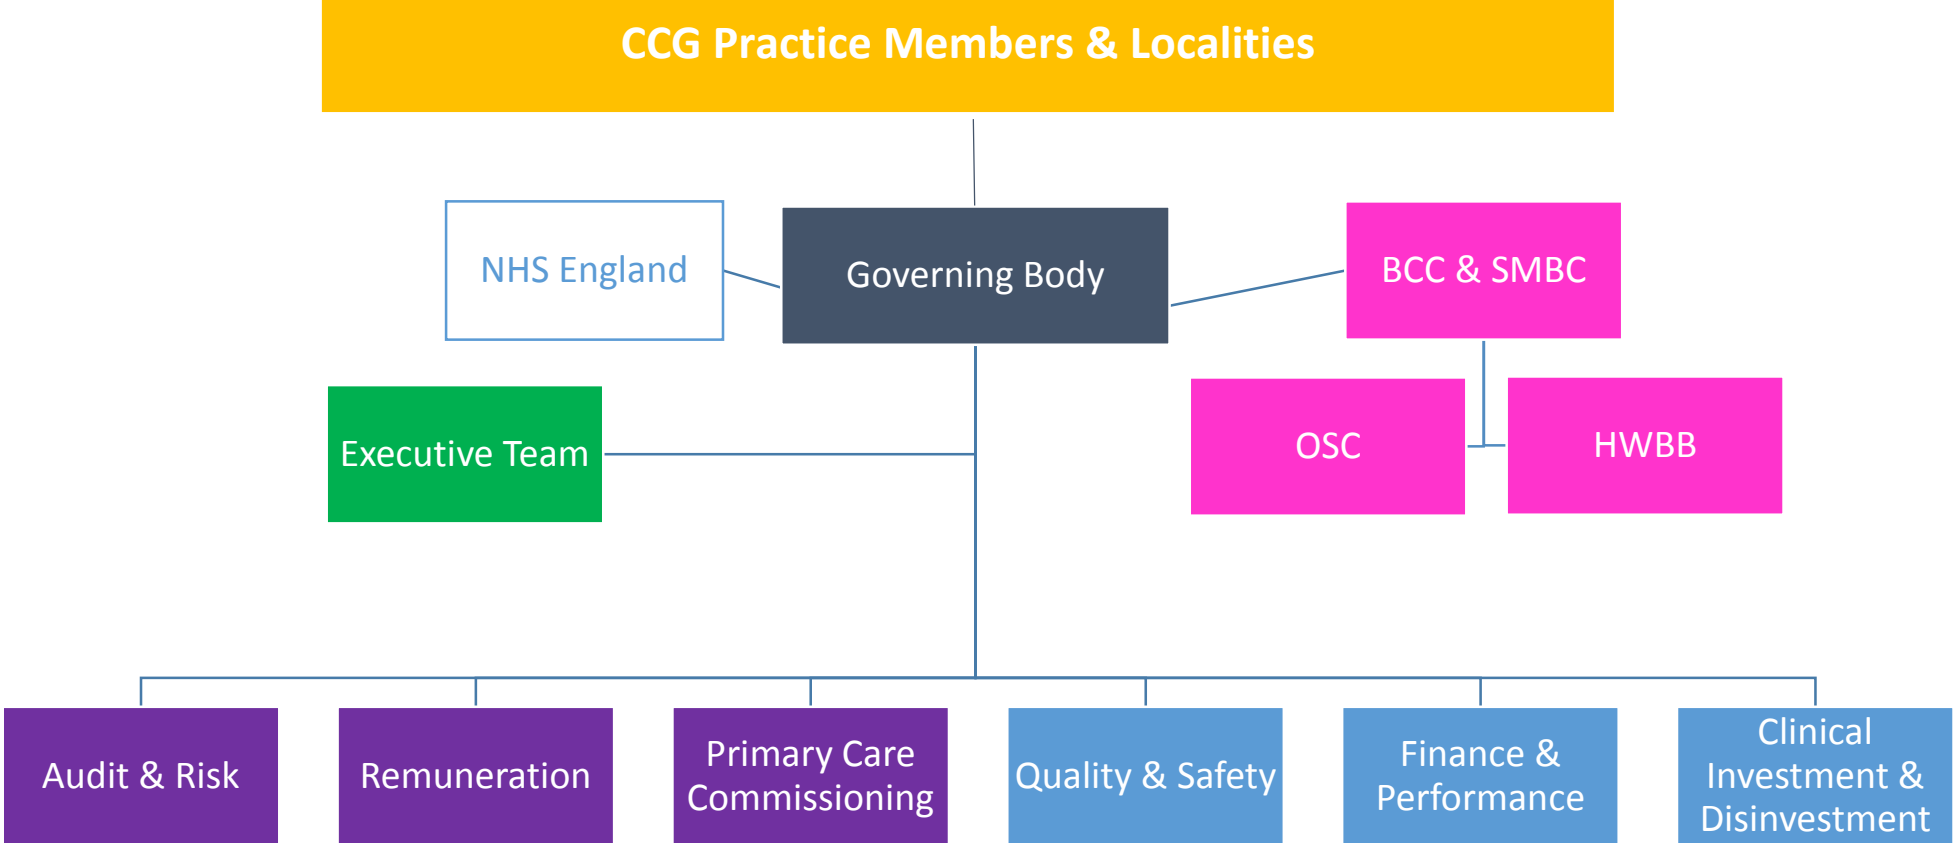 CCG Practice Members & Localities
NHS England
Governing Body
BCC & SMBC
Executive Team
OSC
HWBB
Audit & Risk
Remuneration
Primary Care
Commissioning
Quality & Safety
Finance &
Performance
Clinical
Investment &
Disinvestment